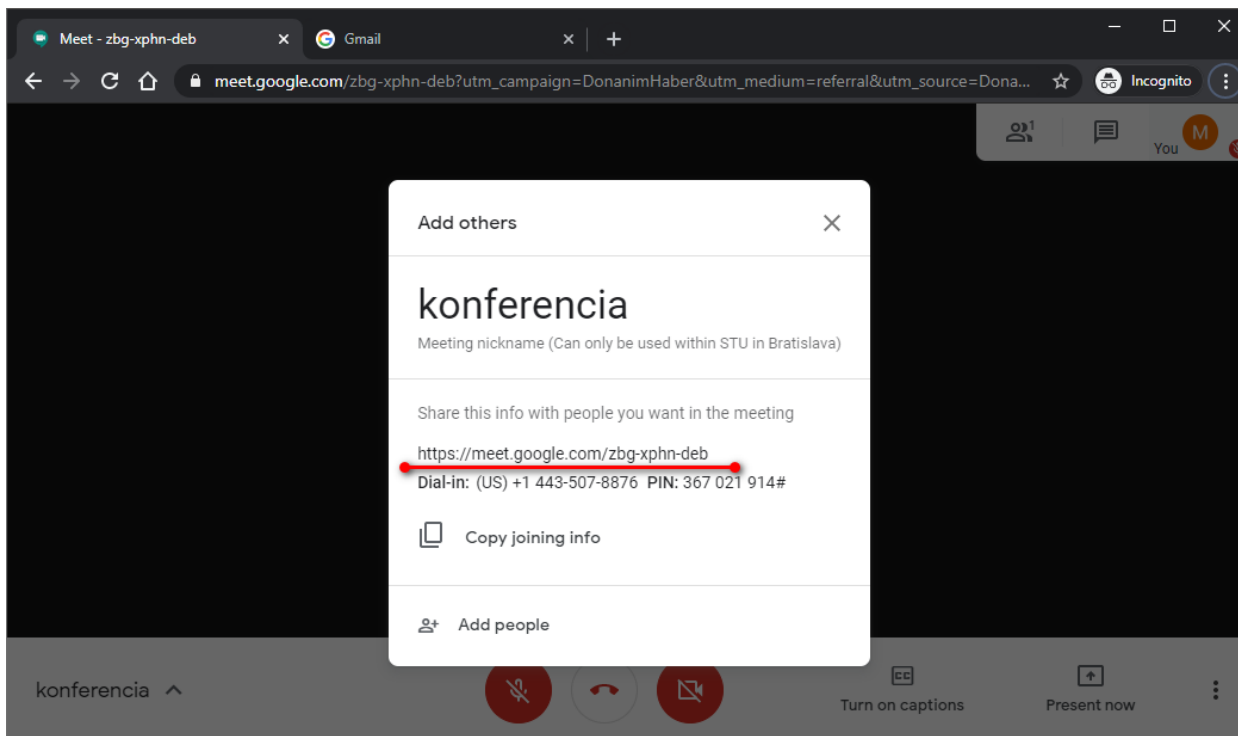 Meet - zbg-xphn-deb
Gmail
meet.google.com/zbg-xphn-deb?utm_campaign=DonanimHaber&utm_medium=referral&utm_source=Dona...
Incognito
1
You
M
Add others
konferencia
Meeting nickname (Can only be used within STU in Bratislava)
Share this info with people you want in the meeting
https://meet.google.com/zbg-xphn-deb
Dial-in: (US) +1 443-507-8876 PIN: 367 021 914#
Copy joining info
Add people
konferencia
CC
Turn on captions
Present now